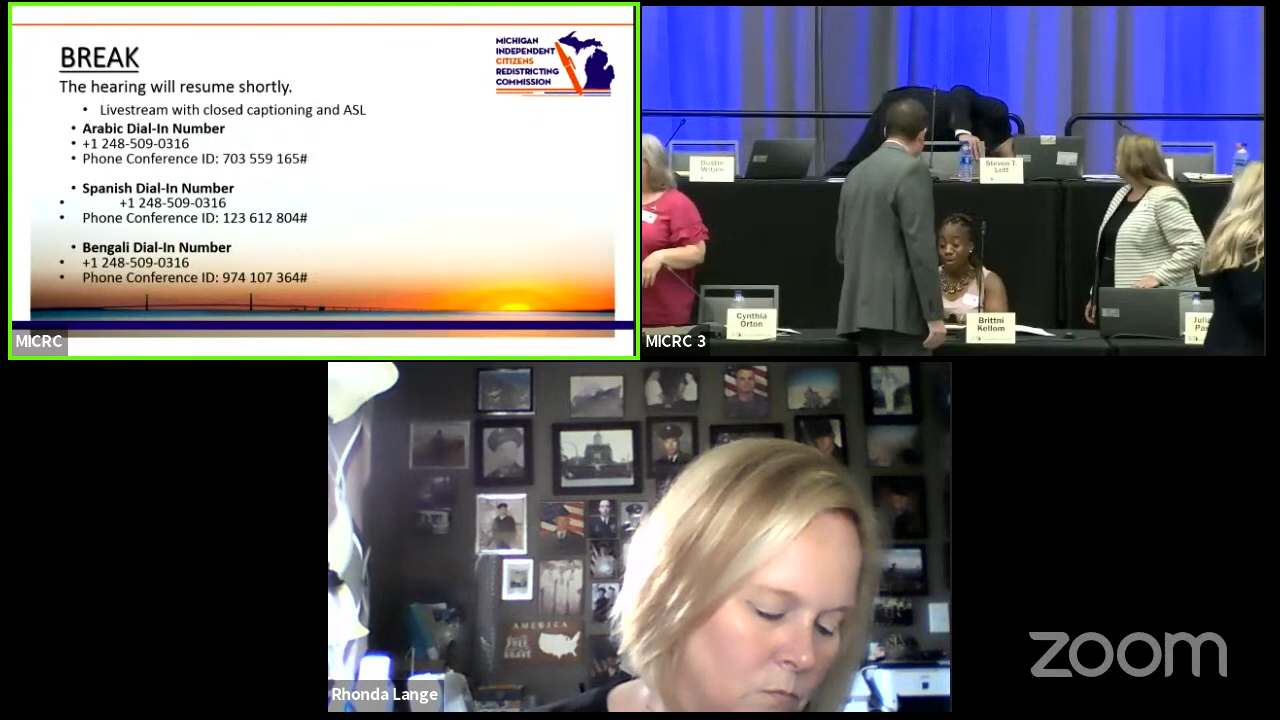 BREAK
The hearing will resume shortly.
• Livestream with closed captioning and ASL
• Arabic Dial-In Number
• +1 248-509-0316
• Phone Conference ID: 703 559 165#
• Spanish Dial-In Number
• +1 248-509-0316
• Phone Conference ID: 123 612 804#
• Bengali Dial-In Number
• +1 248-509-0316
• Phone Conference ID: 974 107 364#
MICHIGAN
INDEPENDENT
CITIZENS
REDISTRICTING
COMMISSION
MICRC
Dustin
Witjes
Steven T.
Lett
Cynthia
Orton
Brittni
Kellom
MICRC 3
AMERICA
Rhonda Lange
zoom